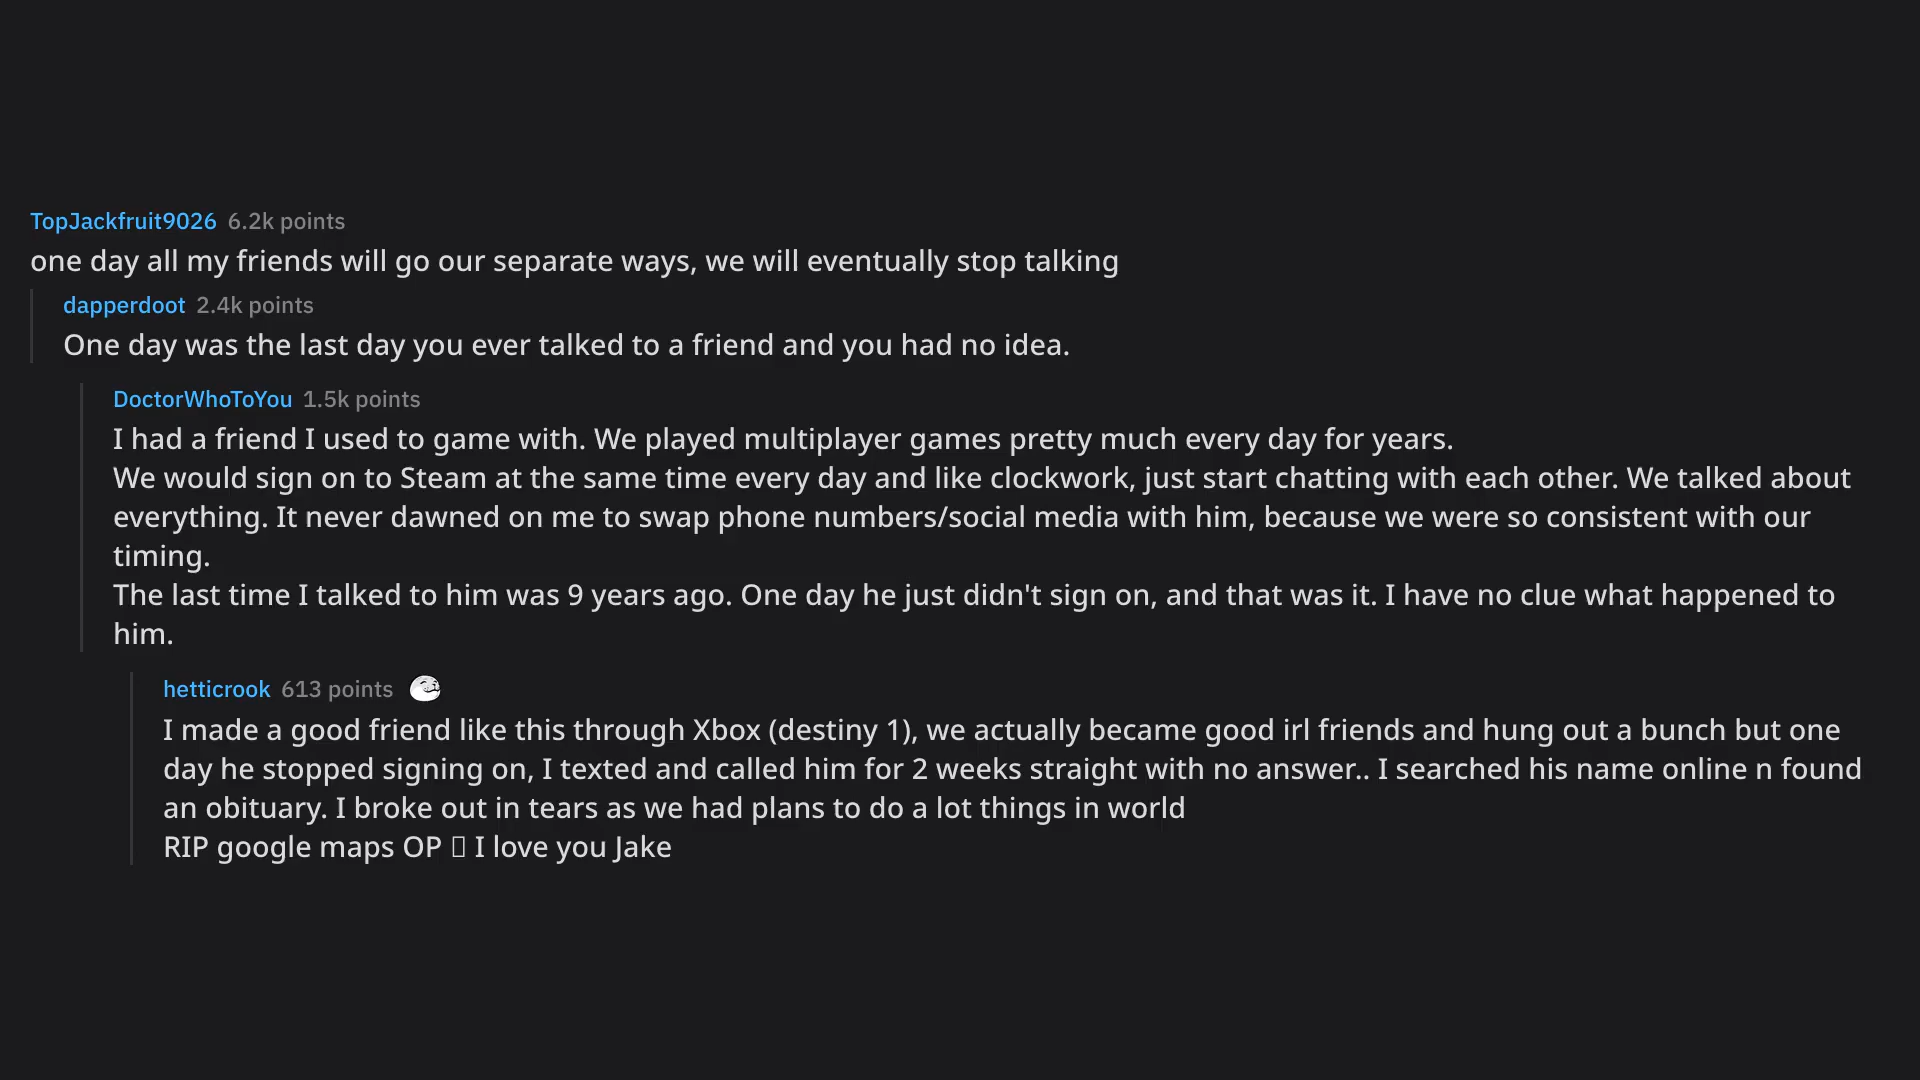 TopJackfruit9026 6.2k points
one day all my friends will go our separate ways, we will eventually stop talking
dapperdoot 2.4k points
One day was the last day you ever talked to a friend and you had no idea.
DoctorWhoToYou 1.5k points
I had a friend I used to game with. We played multiplayer games pretty much every day for years.
We would sign on to Steam at the same time every day and like clockwork, just start chatting with each other. We talked about
everything. It never dawned on me to swap phone numbers/social media with him, because we were so consistent with our
timing.
The last time I talked to him was 9 years ago. One day he just didn't sign on, and that was it. I have no clue what happened to
him.
hetticrook 613 points
I made a good friend like this through Xbox (destiny 1), we actually became good irl friends and hung out a bunch but one
day he stopped signing on, I texted and called him for 2 weeks straight with no answer.. I searched his name online n found
an obituary. I broke out in tears as we had plans to do a lot things in world
RIP google maps OP ▯ I love you Jake